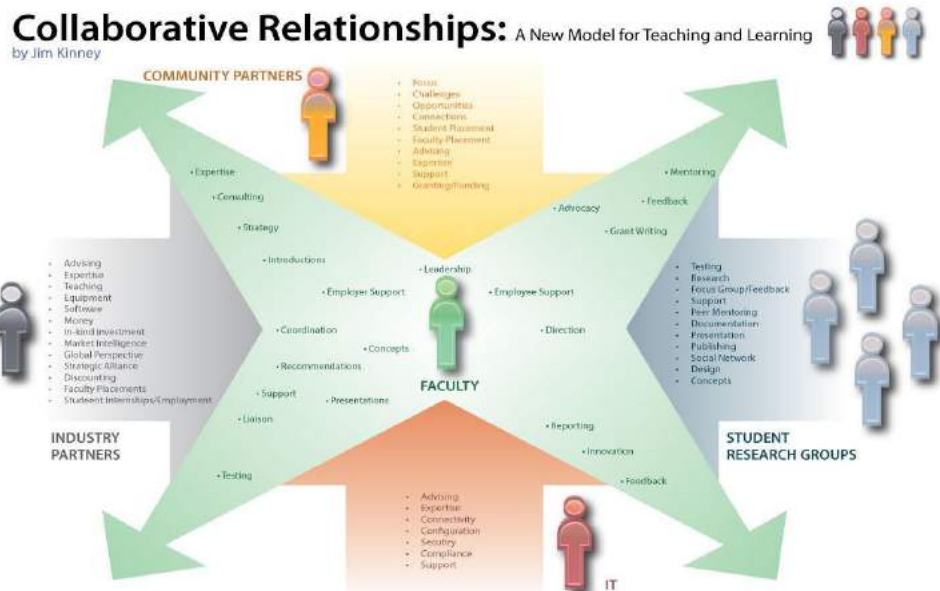 Collaborative Relationships: A New Model for Teaching and Learning
by Jim Kinney
COMMUNITY PARTNERS
• Focus
• Challenges
• Opportunities
• Connections
• Student Placement
• Faculty Placement
• Advising
• Expertise
• Support
• Granting/Funding
• Expertise
• Consulting
• Strategy
• Introductions
• Employer Support
• Coordination
• Concepts
• Recommendations
• Support
• Presentations
• Liaison
• Testing
• Leadership
FACULTY
• Mentoring
• Feedback
• Advocacy
• Grant Writing
• Employee Support
• Direction
• Reporting
• Innovation
• Feedback
• Advising
• Expertise
• Teaching
• Equipment
• Software
• Money
• In-kind Investment
• Market Intelligence
• Global Perspective
• Strategic Alliance
• Discounting
• Faculty Placements
• Studeent Internships/Employment
INDUSTRY
PARTNERS
• Testing
• Research
• Focus Group/Feedback
• Support
• Peer Mentoring
• Documentation
• Presentation
• Publishing
• Social Network
• Design
• Concepts
STUDENT
RESEARCH GROUPS
• Advising
• Expertise
• Connectivity
• Configuration
• Secutiry
• Compliance
• Support
IT